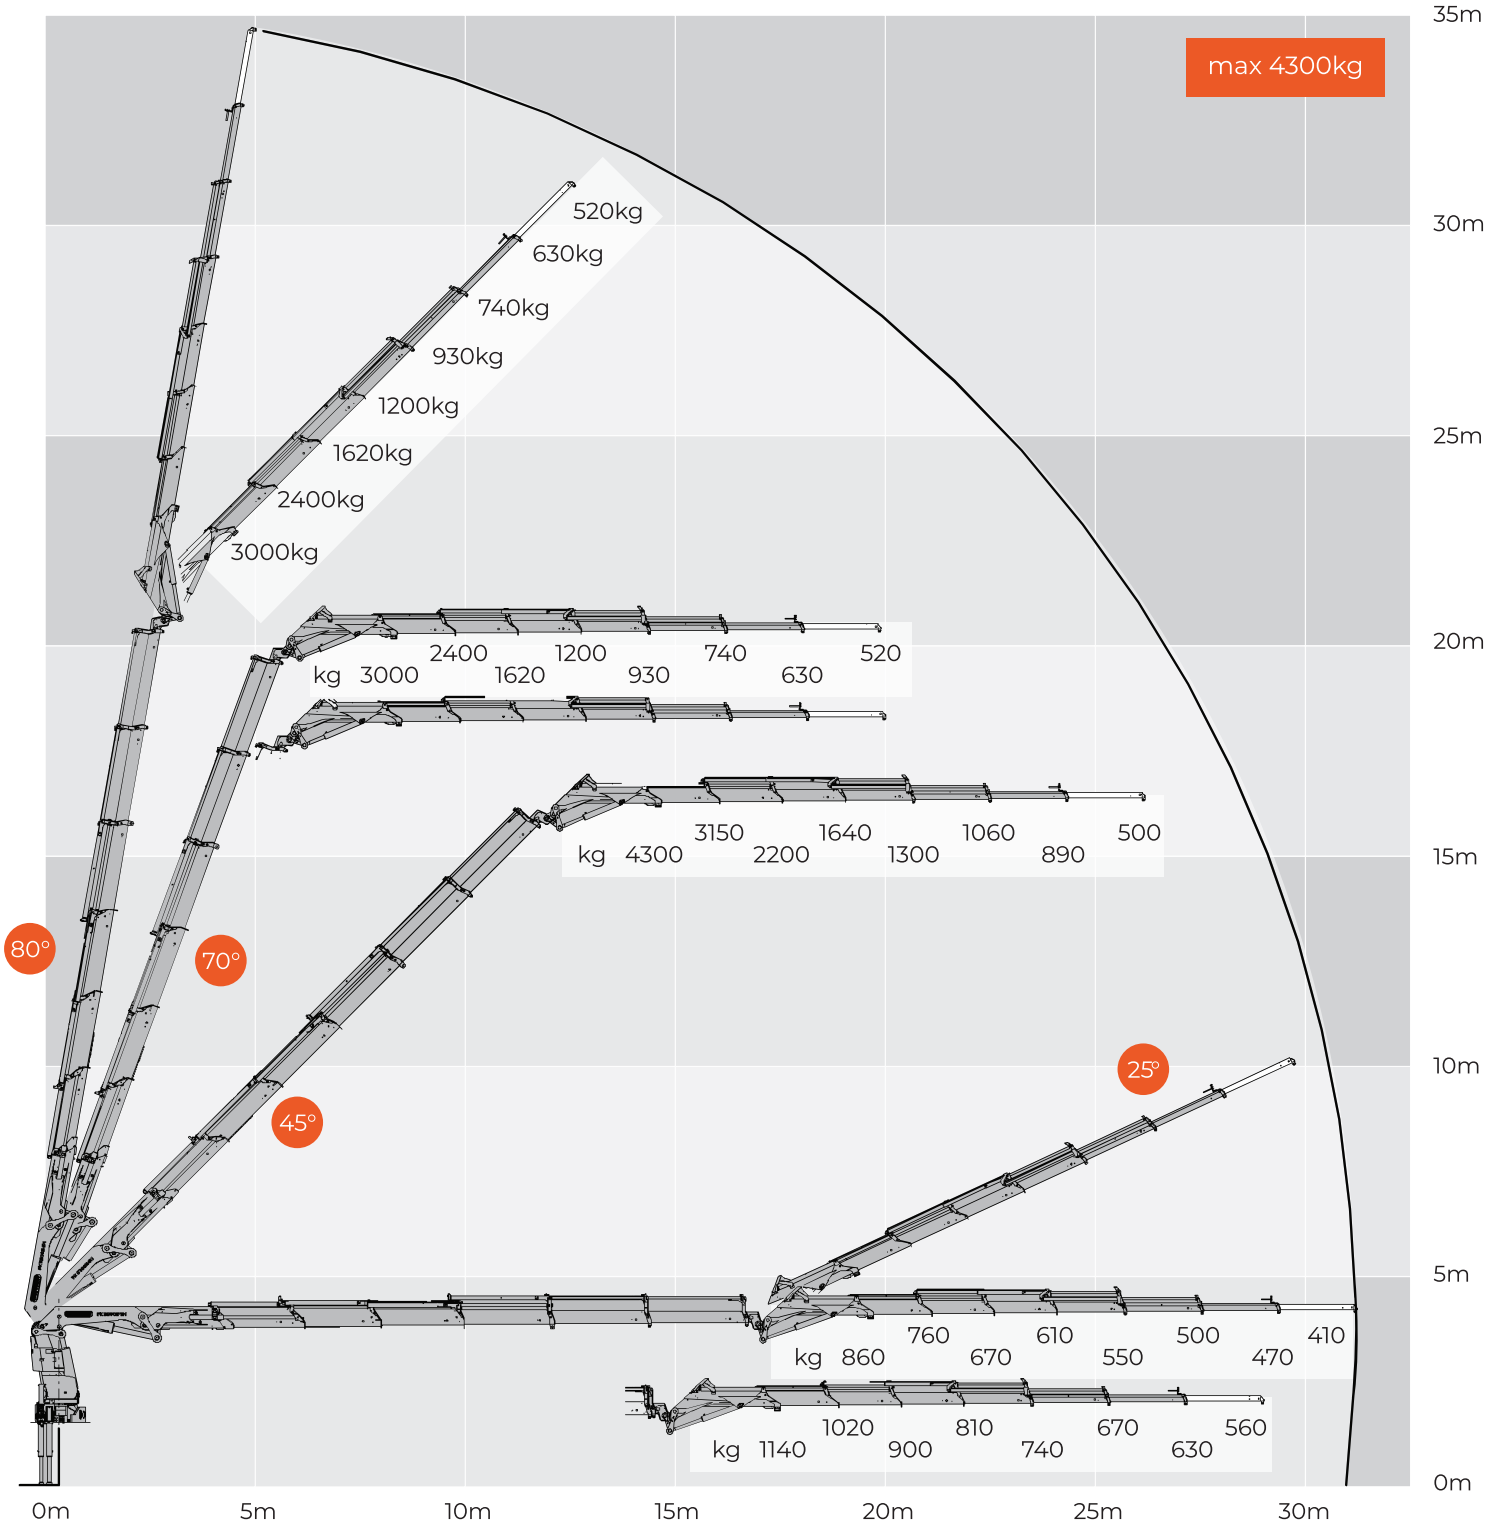 35m
max 4300kg
520kg
30m
630kg
740kg
930kg
1200kg
25m
1620kg
2400kg
3000kg
20m
2400 1200 740 520
kg 3000 1620 930 630
3150 1640 1060 500
kg 4300 2200 1300 890
15m
80°
70°
10m
25°
45°
5m
760 610 500 410
kg 860 670 550 470
1020 810 670 560
kg 1140 900 740 630
0m
0m 5m 10m 15m 20m 25m 30m